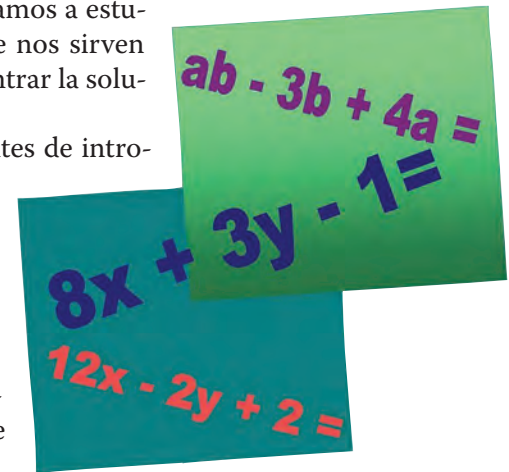 amos a estu-
e nos sirven
ntrar la solu-
tes de intro-
e
ab - 3b + 4a =
8x + 3y - 1=
12x - 2y + 2 =